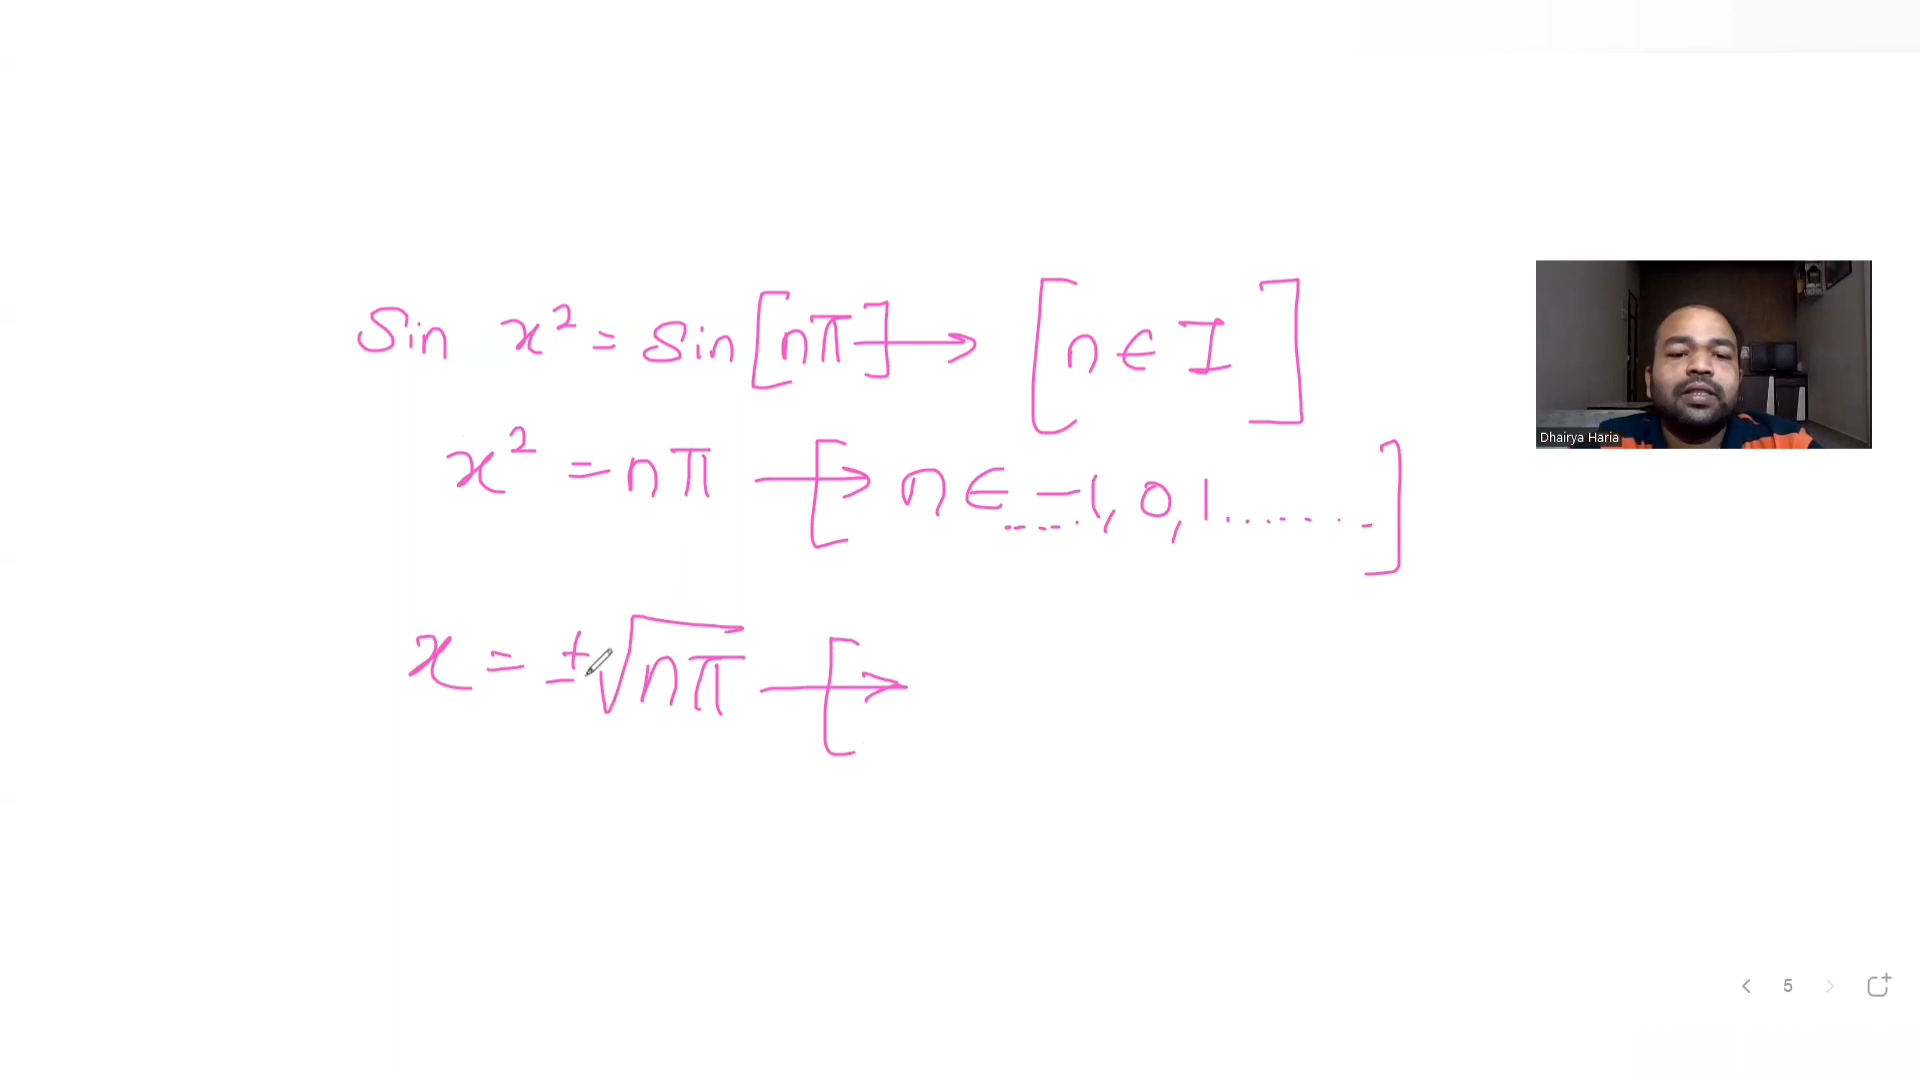 Sin x² = Sin [nπ] → [n ∈ I]
x² = nπ → [n ∈ .....-1, 0, 1........]
x = ±√nπ → [
Dhairya Haria
5